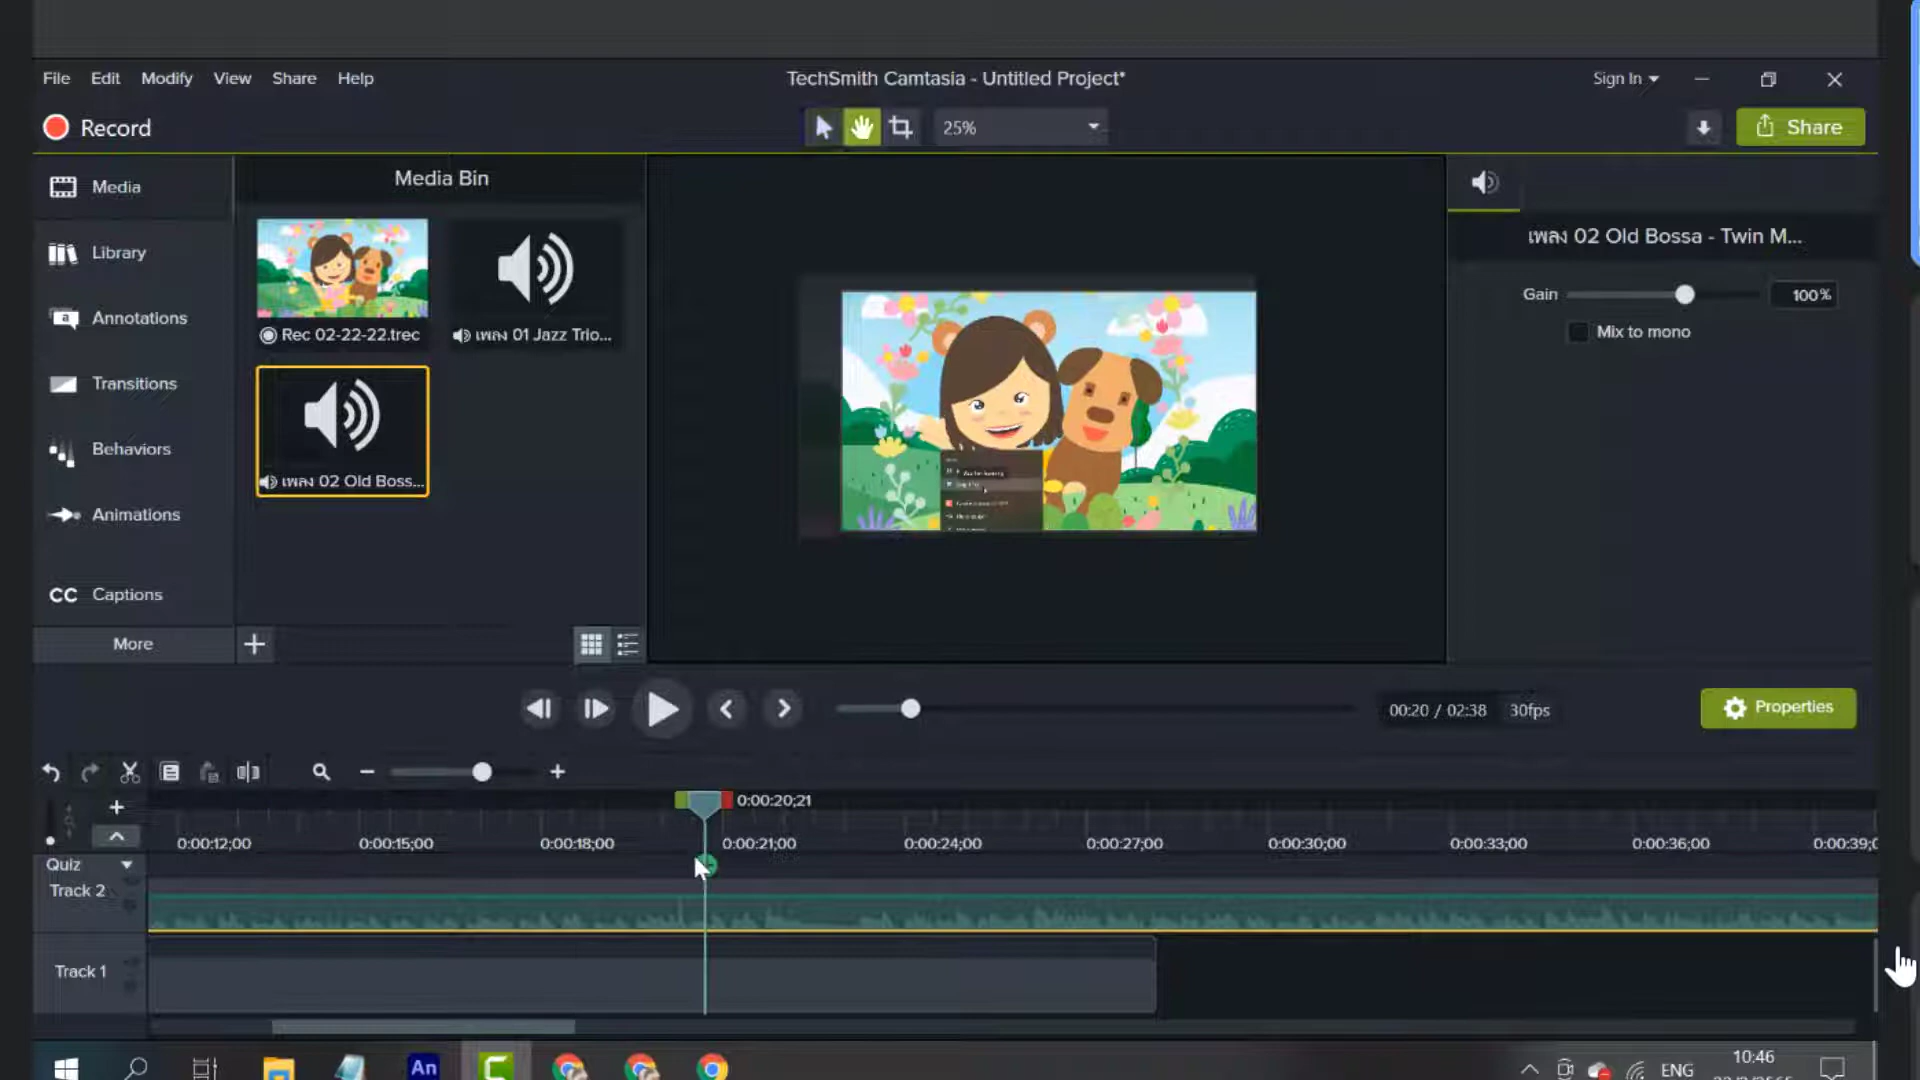 File Edit Modify View Share Help
TechSmith Camtasia - Untitled Project*
Sign In
Record
25%
Share
Media
Library
Annotations
Transitions
Behaviors
Animations
CC Captions
More
Media Bin
Rec 02-22-22.trec
เพลง 01 Jazz Trio...
เพลง 02 Old Boss...
เพลง 02 Old Bossa - Twin M...
Gain
100%
Mix to mono
00:20 / 02:38
30fps
Properties
0:00:20;21
0:00:12;00
0:00:15;00
0:00:18;00
0:00:21;00
0:00:24;00
0:00:27;00
0:00:30;00
0:00:33;00
0:00:36;00
Quiz
Track 2
Track 1
An
ENG
10:46